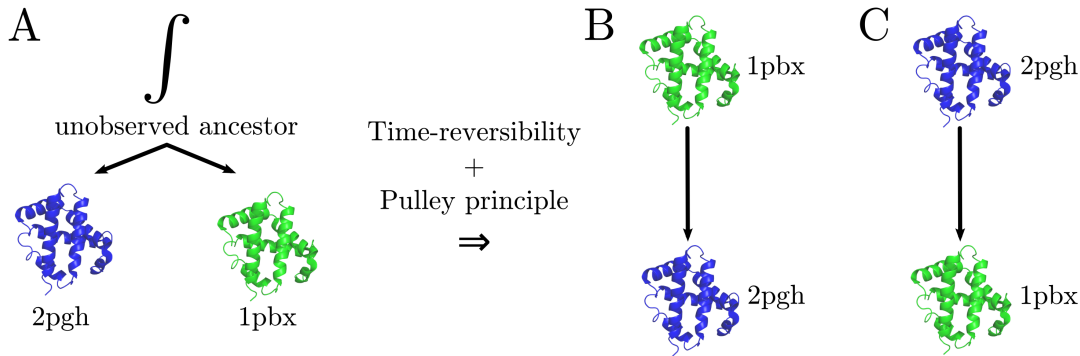 A
∫
unobserved ancestor
2pgh
1pbx
Time-reversibility
+
Pulley principle
⇒
B
1pbx
2pgh
C
2pgh
1pbx